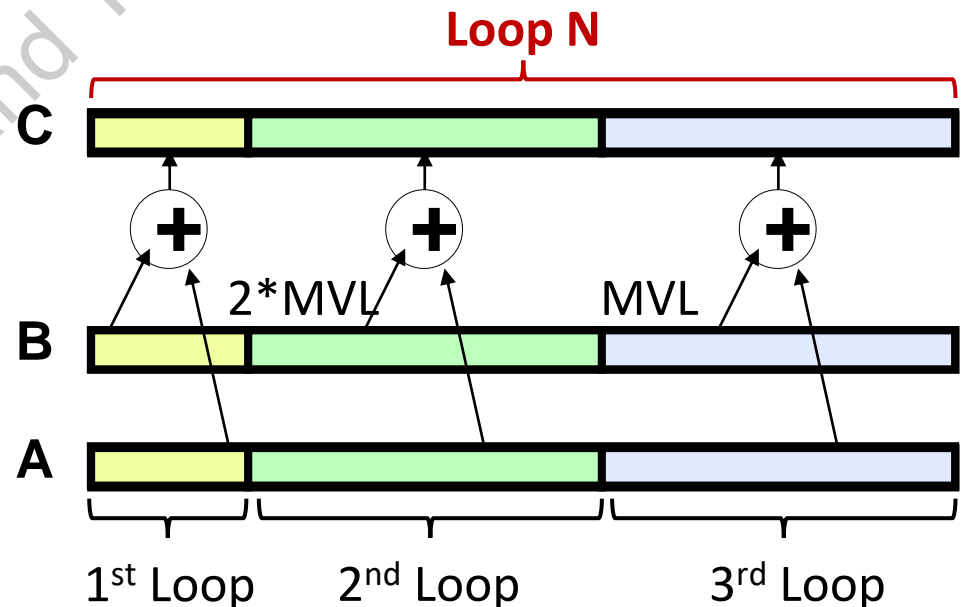 Loop N
C
+ + +
2*MVL MVL
B
A
1st Loop 2nd Loop 3rd Loop